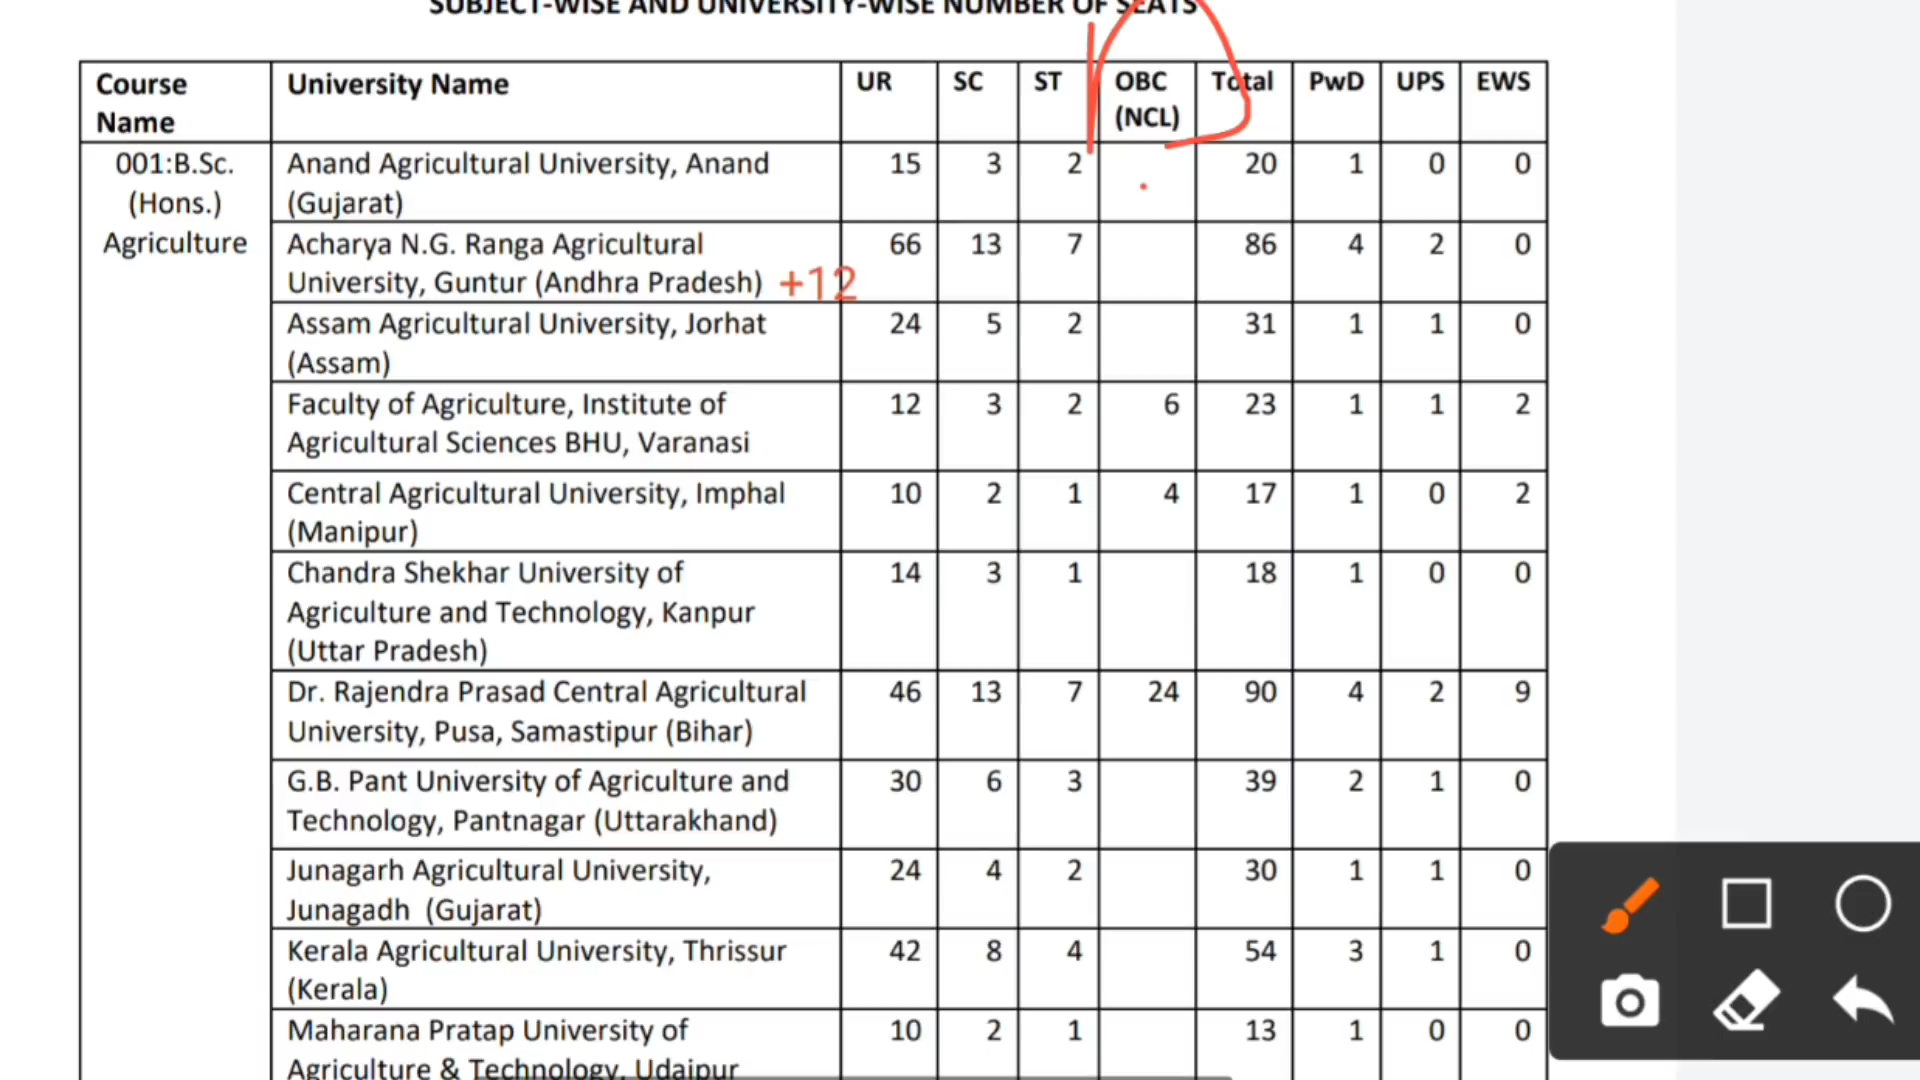 SUBJECT-WISE AND UNIVERSITY-WISE NUMBER OF SEATS
Course Name University Name UR SC ST OBC (NCL) Total PwD UPS EWS
001:B.Sc. (Hons.) Agriculture
Anand Agricultural University, Anand 15 3 2 20 1 0 0
(Gujarat)
Acharya N.G. Ranga Agricultural 66 13 7 86 4 2 0
University, Guntur (Andhra Pradesh) +12
Assam Agricultural University, Jorhat 24 5 2 31 1 1 0
(Assam)
Faculty of Agriculture, Institute of 12 3 2 6 23 1 1 2
Agricultural Sciences BHU, Varanasi
Central Agricultural University, Imphal 10 2 1 4 17 1 0 2
(Manipur)
Chandra Shekhar University of 14 3 1 18 1 0 0
Agriculture and Technology, Kanpur
(Uttar Pradesh)
Dr. Rajendra Prasad Central Agricultural 46 13 7 24 90 4 2 9
University, Pusa, Samastipur (Bihar)
G.B. Pant University of Agriculture and 30 6 3 39 2 1 0
Technology, Pantnagar (Uttarakhand)
Junagarh Agricultural University, 24 4 2 30 1 1 0
Junagadh (Gujarat)
Kerala Agricultural University, Thrissur 42 8 4 54 3 1 0
(Kerala)
Maharana Pratap University of 10 2 1 13 1 0 0
Agriculture & Technology, Udaipur